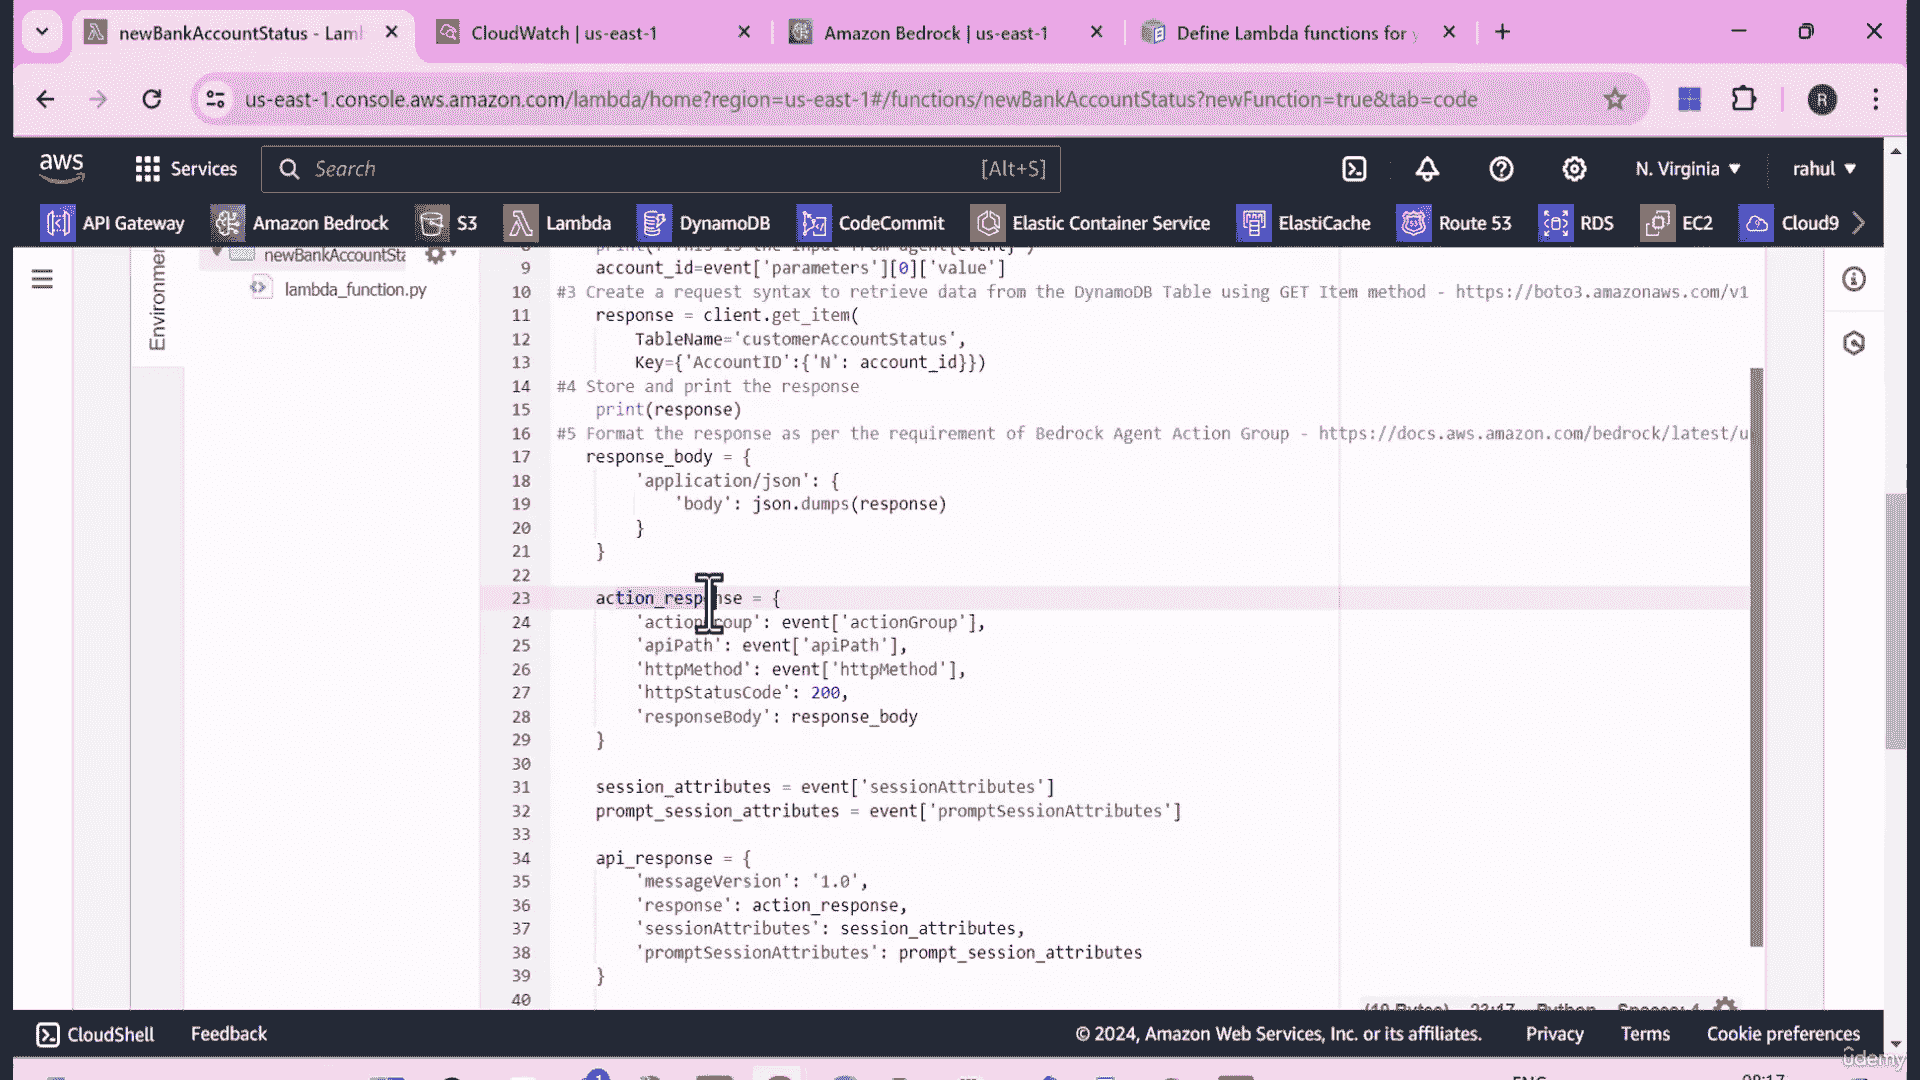 newBankAccountStatus - Lam
CloudWatch | us-east-1
Amazon Bedrock | us-east-1
Define Lambda functions for
us-east-1.console.aws.amazon.com/lambda/home?region=us-east-1#/functions/newBankAccountStatus?newFunction=true&tab=code
R
aws
Services
Search
[Alt+S]
N. Virginia
rahul
API Gateway
Amazon Bedrock
S3
Lambda
DynamoDB
CodeCommit
Elastic Container Service
ElastiCache
Route 53
RDS
EC2
Cloud9
Environmen
newBankAccountSta
lambda_function.py
9 account_id=event['parameters'][0]['value']
10 #3 Create a request syntax to retrieve data from the DynamoDB Table using GET Item method - https://boto3.amazonaws.com/v1
11 response = client.get_item(
12 TableName='customerAccountStatus',
13 Key={'AccountID':{'N': account_id}})
14 #4 Store and print the response
15 print(response)
16 #5 Format the response as per the requirement of Bedrock Agent Action Group - https://docs.aws.amazon.com/bedrock/latest/u
17 response_body = {
18 'application/json': {
19 'body': json.dumps(response)
20 }
21 }
22
23 action_response = {
24 'actionGroup': event['actionGroup'],
25 'apiPath': event['apiPath'],
26 'httpMethod': event['httpMethod'],
27 'httpStatusCode': 200,
28 'responseBody': response_body
29 }
30
31 session_attributes = event['sessionAttributes']
32 prompt_session_attributes = event['promptSessionAttributes']
33
34 api_response = {
35 'messageVersion': '1.0',
36 'response': action_response,
37 'sessionAttributes': session_attributes,
38 'promptSessionAttributes': prompt_session_attributes
39 }
40
CloudShell
Feedback
© 2024, Amazon Web Services, Inc. or its affiliates.
Privacy
Terms
Cookie preferences
udemy